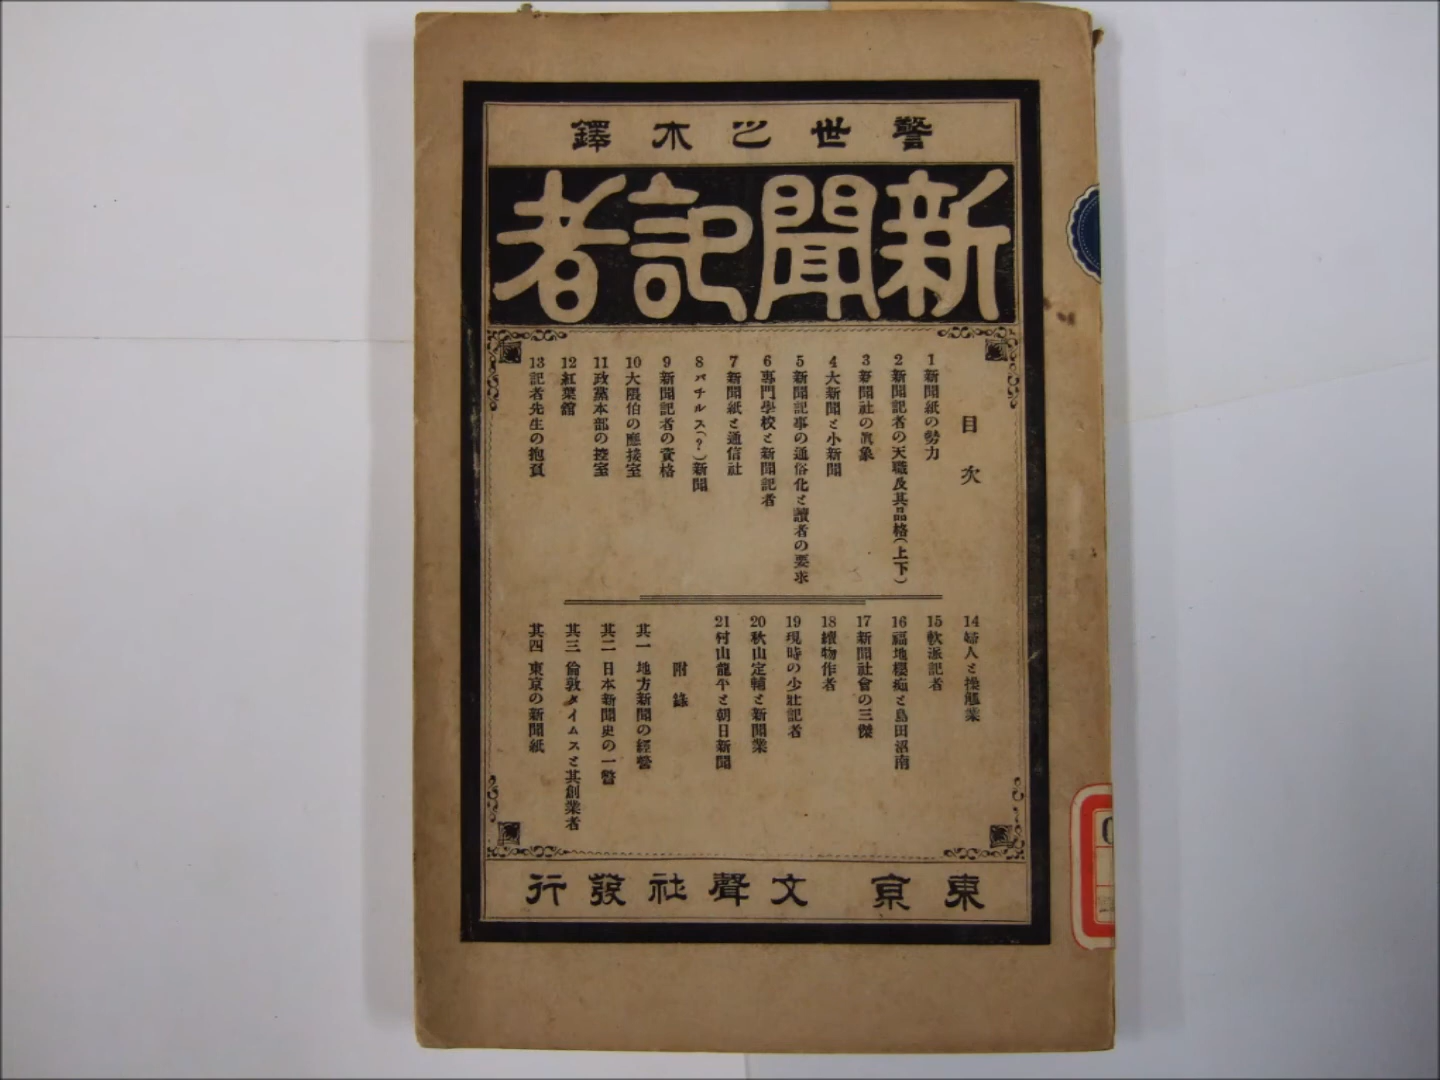 警世之木鐸
新聞記者
目次
1 新聞紙の勢力
2 新聞記者の天職及其品格(上下)
3 新聞社の眞象
4 大新聞と小新聞
5 新聞記事の通俗化と讀者の要求
6 專門學校と新聞記者
7 新聞紙と通信社
8 バチルス(?)新聞
9 新聞記者の資格
10 大隈伯の應接室
11 政黨本部の控室
12 紅葉館
13 記者先生の抱負
14 婦人と操觚業
15 軟派記者
16 福地櫻痴と島田沼南
17 新聞社會の三傑
18 續物作者
19 現時の少壯記者
20 秋山定輔と新聞業
21 村山龍平と朝日新聞
附錄
其一 地方新聞の經營
其二 日本新聞史の一瞥
其三 倫敦タイムスと其創業者
其四 東京の新聞紙
東京 文聲社發行